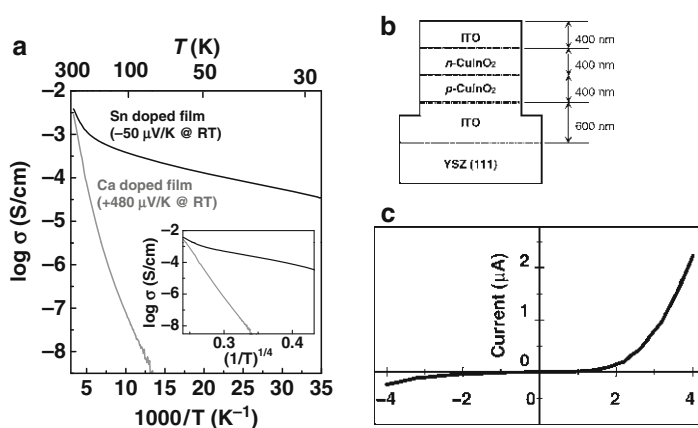 a
T (K)
300 100 50 30
−2
−3
−4
−5
−6
−7
−8
log σ (S/cm)
Sn doped film
(−50 μV/K @ RT)
Ca doped film
(+480 μV/K @ RT)
−2
−4
−6
−8
log σ (S/cm)
0.3 0.4
(1/T)1/4
5 10 15 20 25 30 35
1000/T (K−1)
b
ITO
n-CuInO2
p-CuInO2
ITO
YSZ (111)
400 nm
400 nm
400 nm
600 nm
c
Current (μA)
2
1
0
−4 −2 0 2 4